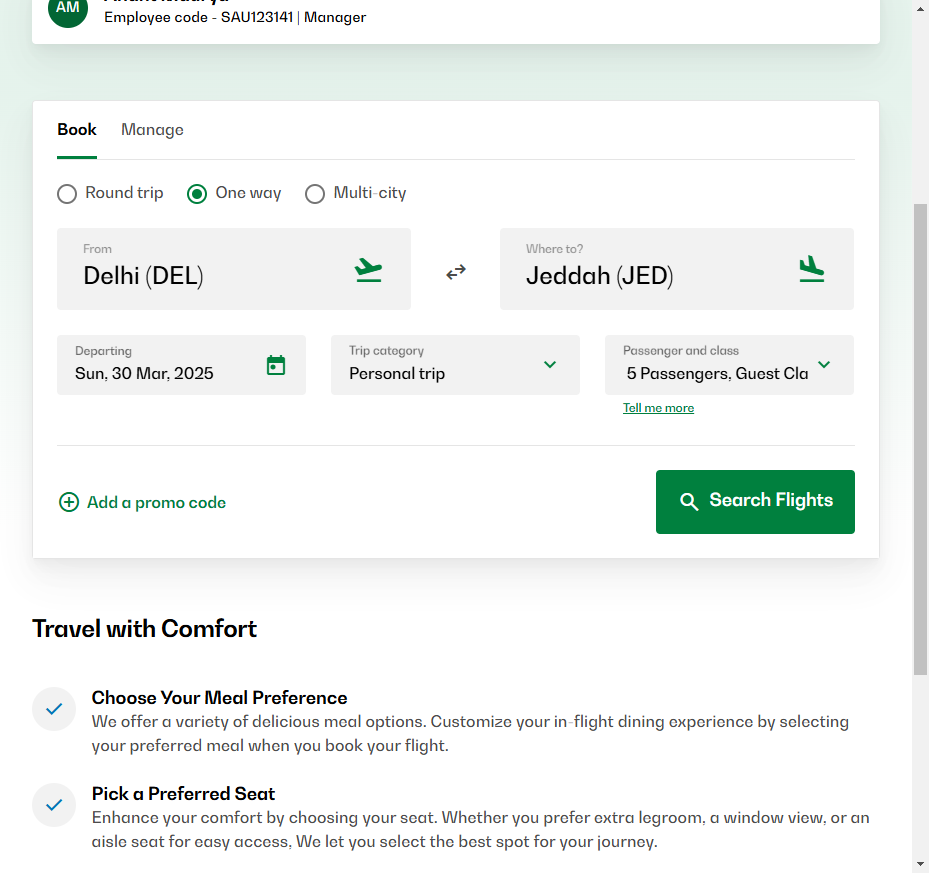 AM
Employee code - SAU123141 | Manager
Book Manage
Round trip One way Multi-city
From
Delhi (DEL)
Where to?
Jeddah (JED)
Departing
Sun, 30 Mar, 2025
Trip category
Personal trip
Passenger and class
5 Passengers, Guest Cla
Tell me more
Add a promo code
Search Flights
Travel with Comfort
Choose Your Meal Preference
We offer a variety of delicious meal options. Customize your in-flight dining experience by selecting
your preferred meal when you book your flight.
Pick a Preferred Seat
Enhance your comfort by choosing your seat. Whether you prefer extra legroom, a window view, or an
aisle seat for easy access, We let you select the best spot for your journey.